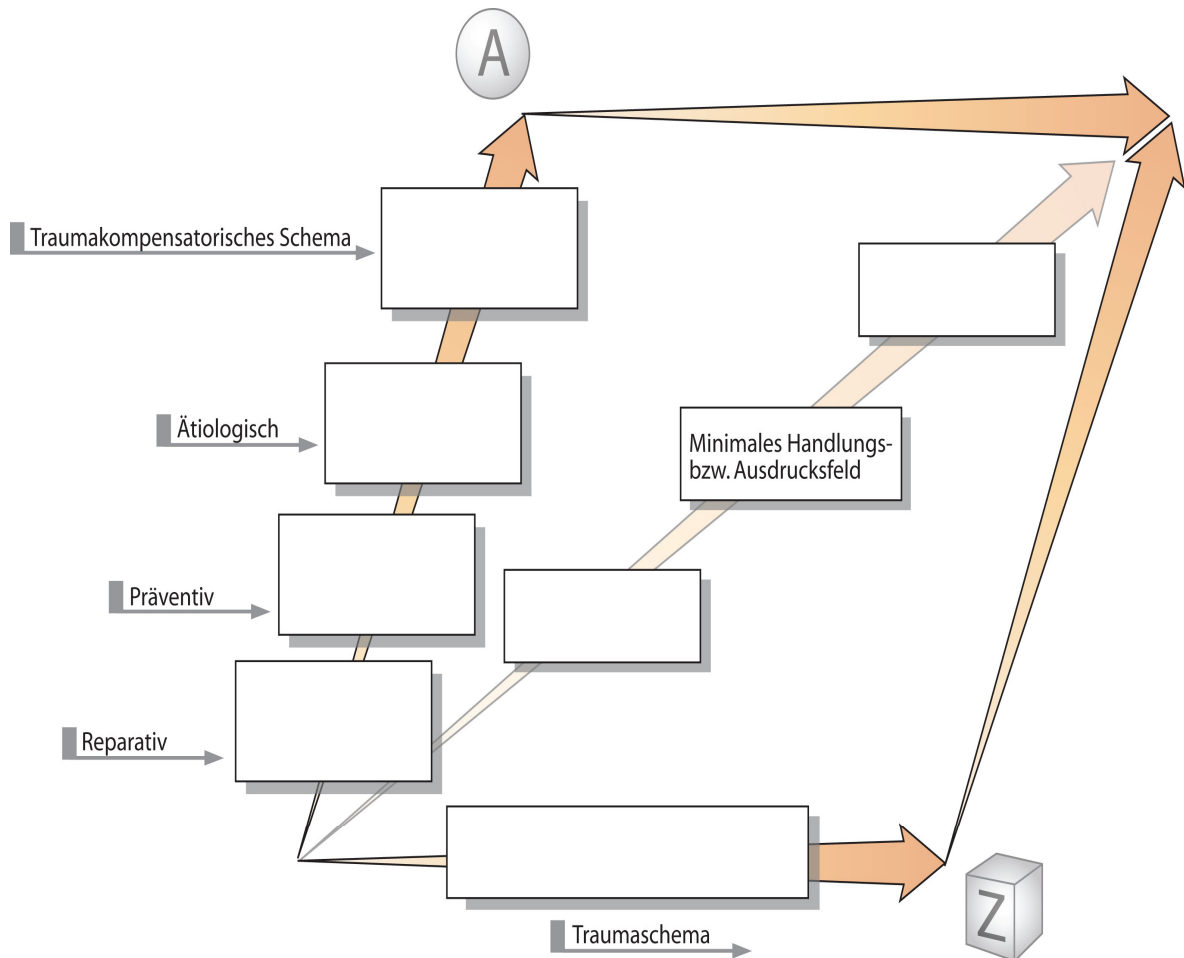 A
Traumakompensatorisches Schema
Ätiologisch
Minimales Handlungs-
bzw. Ausdrucksfeld
Präventiv
Reparativ
Z
Traumaschema